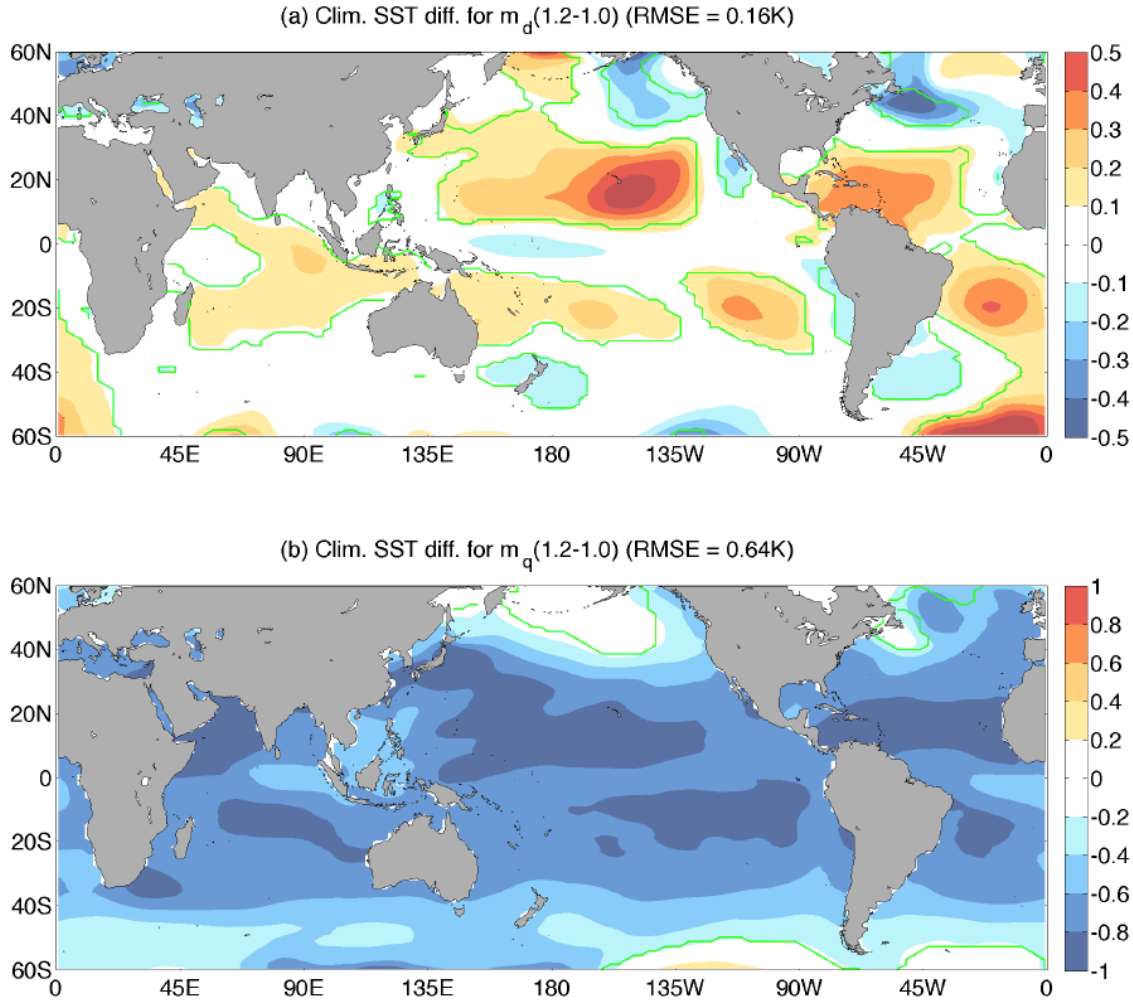 (a) Clim. SST diff. for m_d(1.2-1.0) (RMSE = 0.16K)
60N
40N
20N
0
20S
40S
60S
0 45E 90E 135E 180 135W 90W 45W 0
0.5
0.4
0.3
0.2
0.1
0
-0.1
-0.2
-0.3
-0.4
-0.5
(b) Clim. SST diff. for m_q(1.2-1.0) (RMSE = 0.64K)
60N
40N
20N
0
20S
40S
60S
0 45E 90E 135E 180 135W 90W 45W 0
1
0.8
0.6
0.4
0.2
0
-0.2
-0.4
-0.6
-0.8
-1